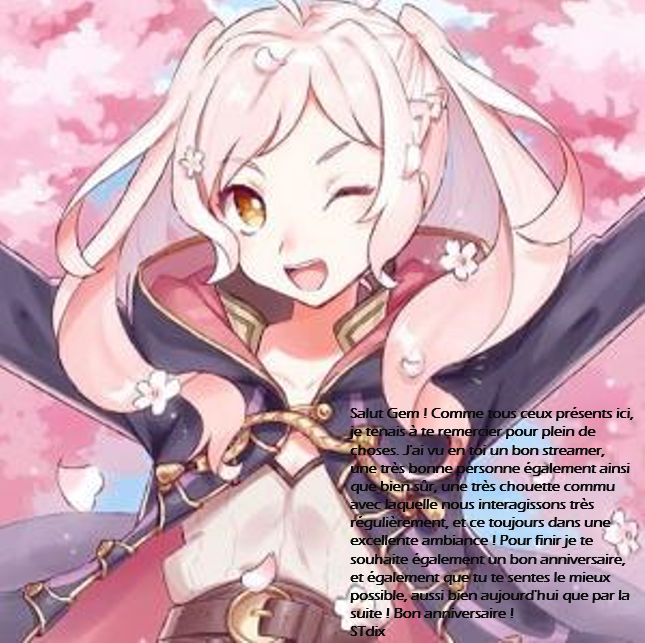 Salut Gem ! Comme tous ceux présents ici,
je tenais à te remercier pour plein de
choses. J'ai vu en toi un bon streamer,
une très bonne personne également ainsi
que bien sûr, une très chouette commu
avec laquelle nous interagissons très
régulièrement, et ce toujours dans une
excellente ambiance ! Pour finir je te
souhaite également un bon anniversaire,
et également que tu te sentes le mieux
possible, aussi bien aujourd'hui que par la
suite ! Bon anniversaire !
STdix